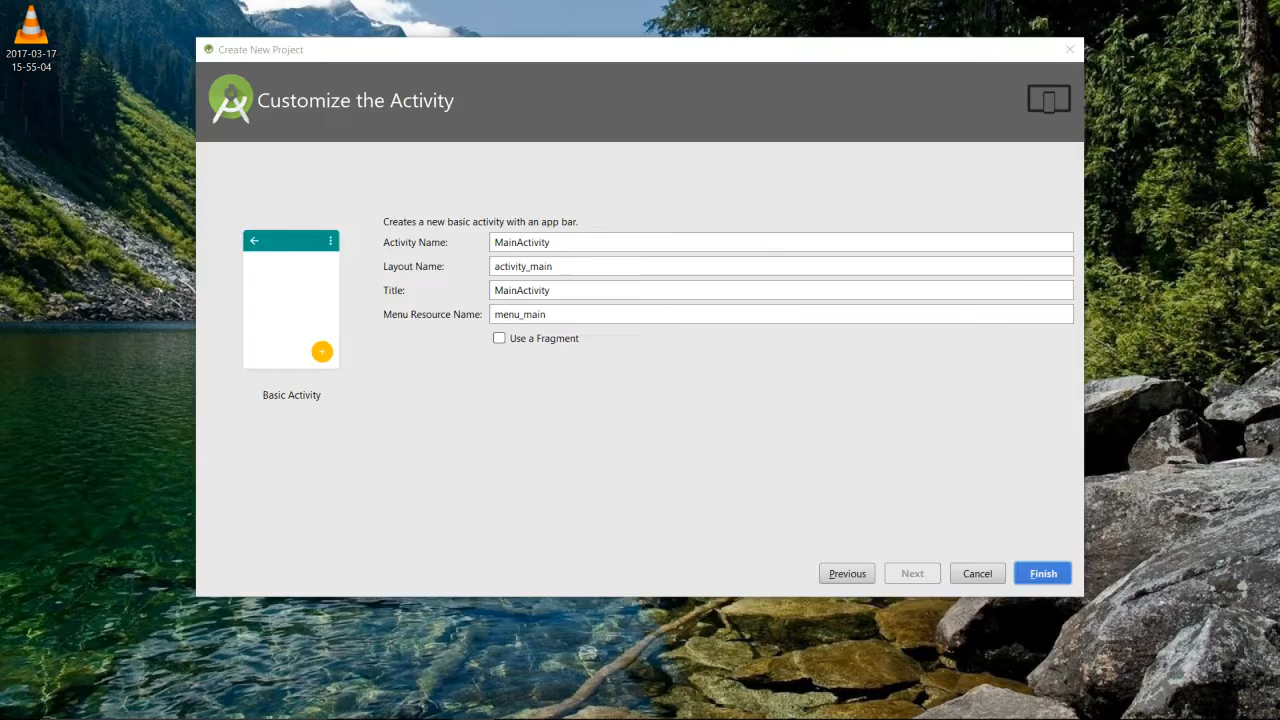 2017-03-17
15-55-04
Create New Project
Customize the Activity
Creates a new basic activity with an app bar.
Activity Name: MainActivity
Layout Name: activity_main
Title: MainActivity
Menu Resource Name: menu_main
Use a Fragment
Basic Activity
Previous Next Cancel Finish